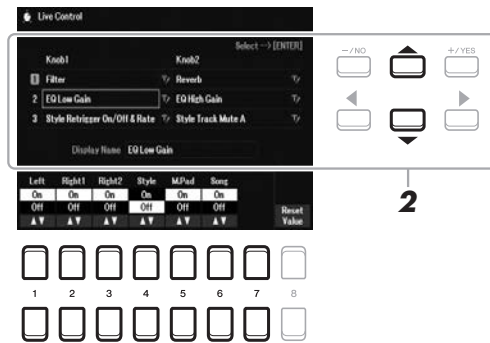 Live Control
Select-->[ENTER]
Knob1 Knob2
1 Filter Reverb
2 EQ Low Gain EQ High Gain
3 Style Retrigger On/Off & Rate Style Track Mute A
Display Name EQ Low Gain
Left Right1 Right2 Style M.Pad Song
On On On On On On
Off Off Off Off Off Off
▲▼ ▲▼ ▲▼ ▲▼ ▲▼ ▲▼
Reset
Value
−/NO +/YES
2
1 2 3 4 5 6 7 8